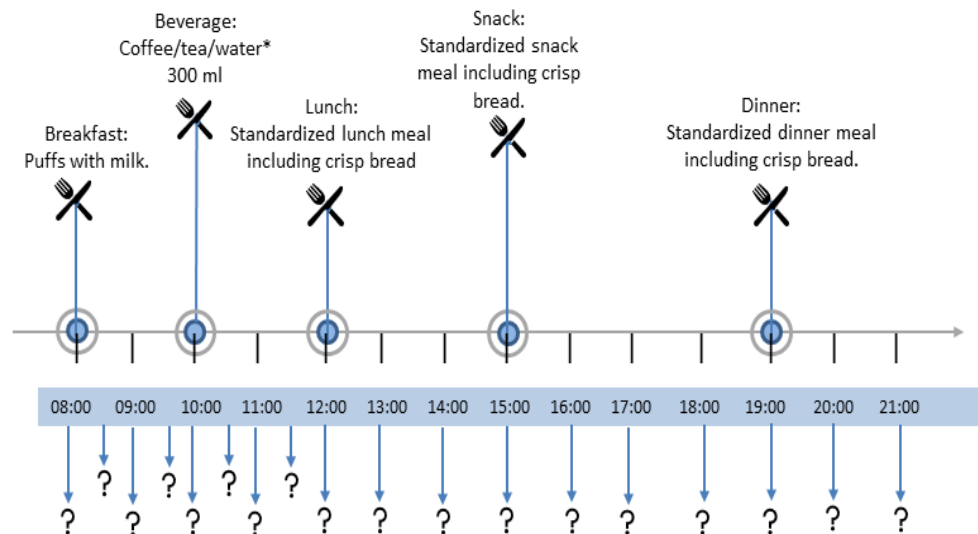 Beverage:
Coffee/tea/water*
300 ml
Snack:
Standardized snack
meal including crisp
bread.
Breakfast:
Puffs with milk.
Lunch:
Standardized lunch meal
including crisp bread
Dinner:
Standardized dinner meal
including crisp bread.
08:00 09:00 10:00 11:00 12:00 13:00 14:00 15:00 16:00 17:00 18:00 19:00 20:00 21:00
? ? ? ?
? ? ? ? ? ? ? ? ? ? ? ? ? ?